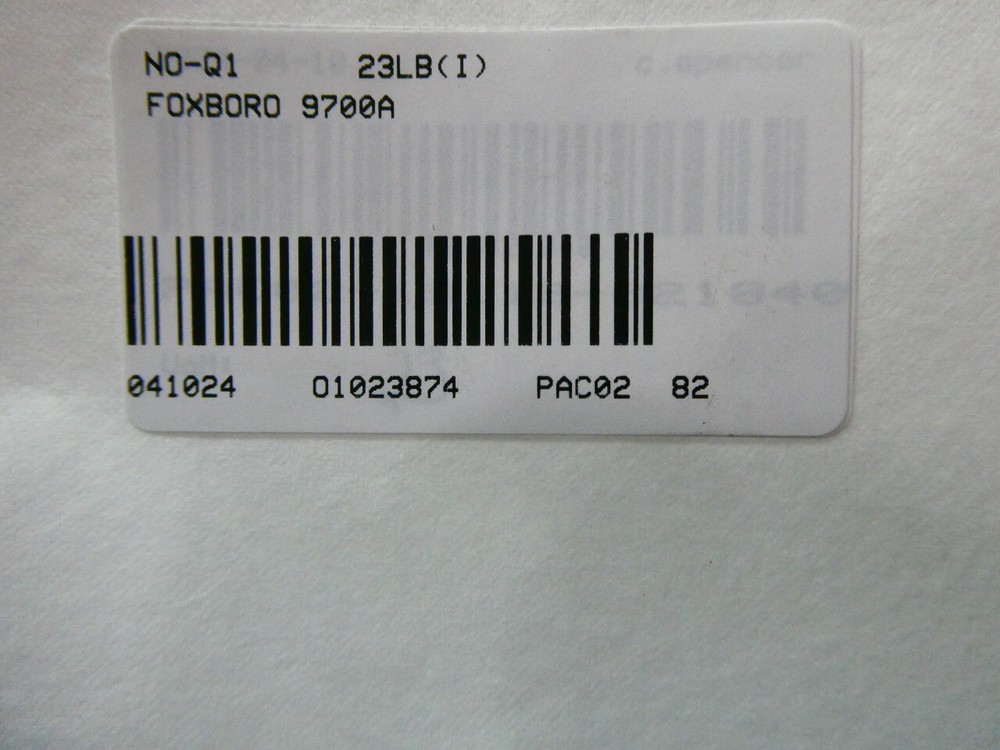 NO-Q1 23LB(I)
FOXBORO 9700A
041024 01023874 PAC02 82